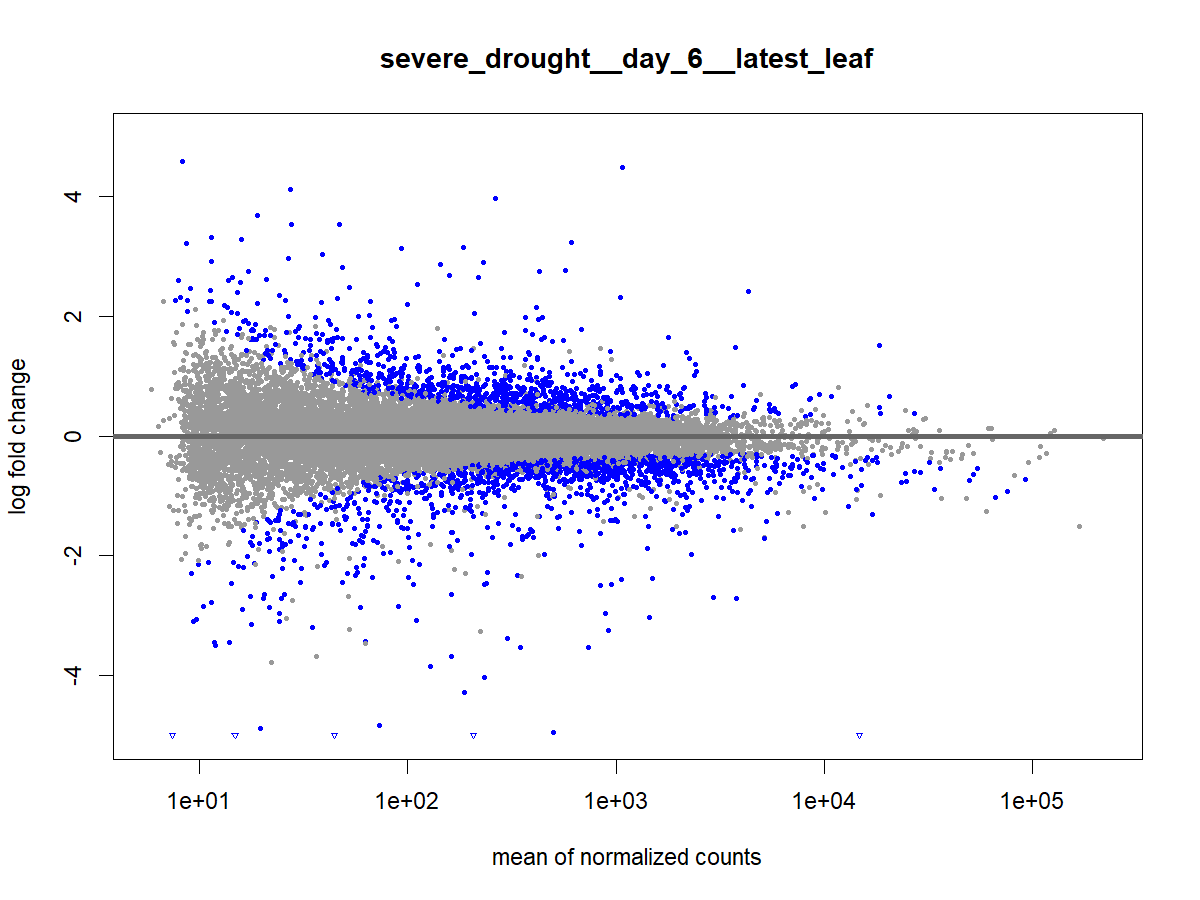 severe_drought__day_6__latest_leaf
log fold change
4
2
0
-2
-4
1e+01 1e+02 1e+03 1e+04 1e+05
mean of normalized counts